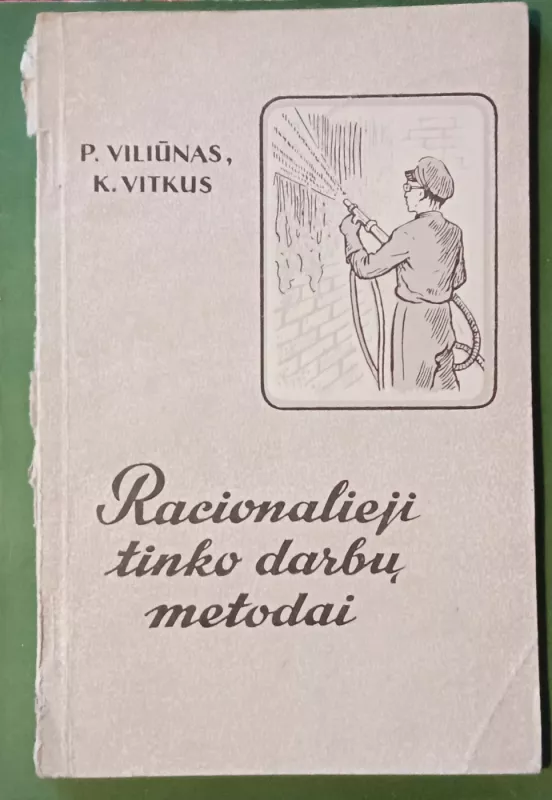 P. VILIŪNAS,
K. VITKUS
Racionalieji
tinko darbų
metodai